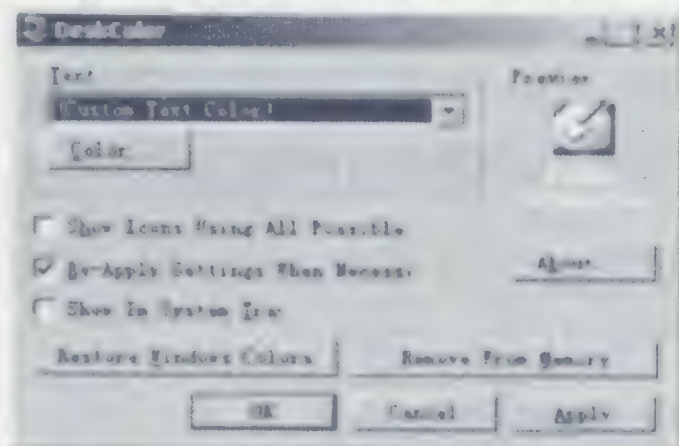 DeskColor
Text
(Custom Text Color)
Color
Preview
Show Icons Using All Possible
Re-Apply Settings When Necess
Show In System Tray
About
Restore Windows Colors
Remove From Memory
OK
Cancel
Apply